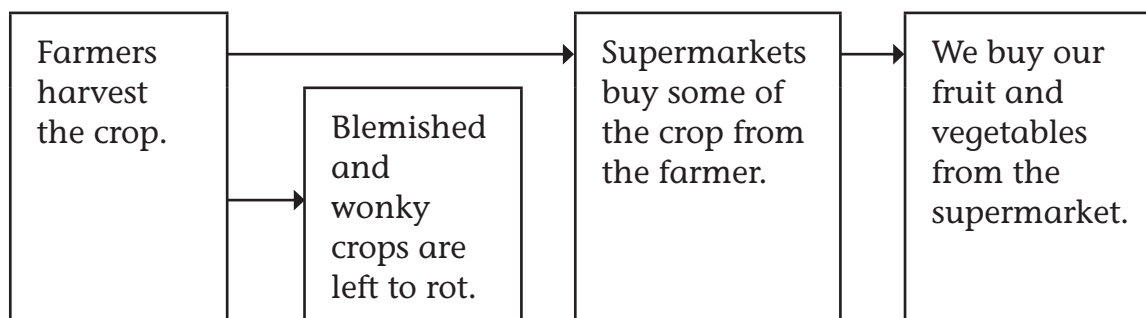 Farmers
harvest
the crop.
Blemished
and
wonky
crops are
left to rot.
Supermarkets
buy some of
the crop from
the farmer.
We buy our
fruit and
vegetables
from the
supermarket.